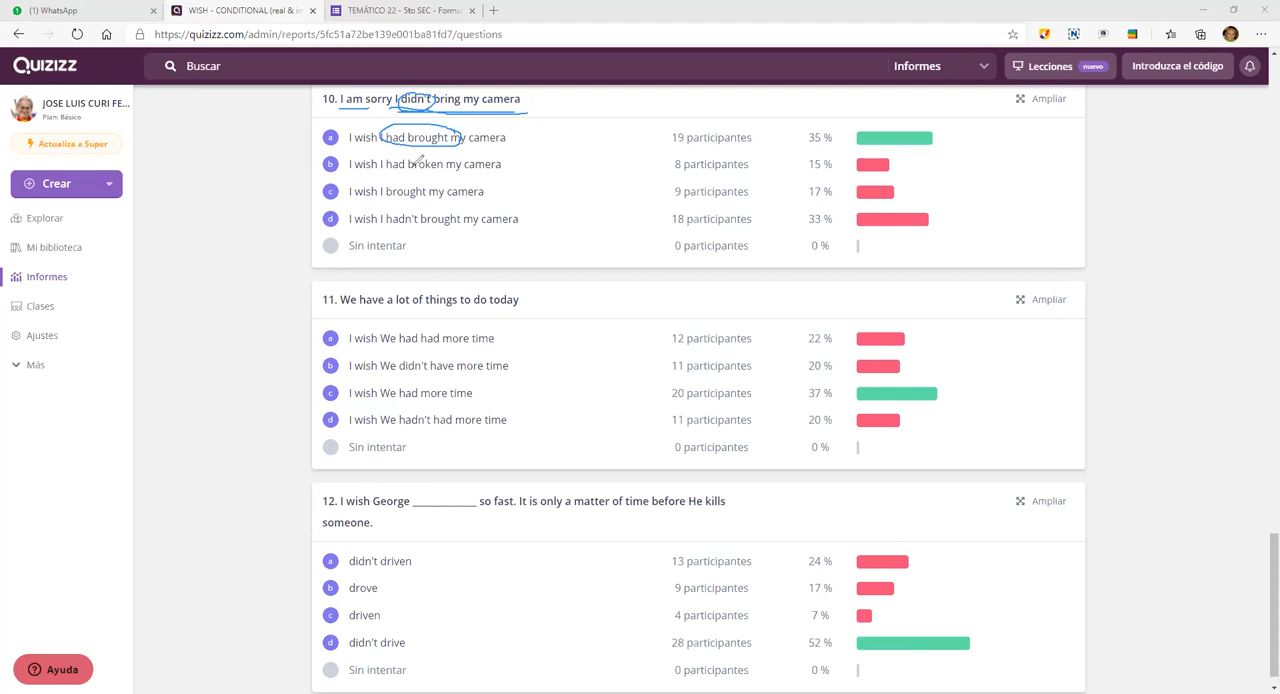 (1) WhatsApp
WISH - CONDITIONAL (real & in
TEMÁTICO 22 - 5to SEC - Formu
https://quizizz.com/admin/reports/5fc51a72be139e001ba81fd7/questions
Quizizz
Buscar
Informes
Lecciones nuevo
Introduzca el código
JOSE LUIS CURI FE...
Plan: Básico
Actualiza a Super
Crear
Explorar
Mi biblioteca
Informes
Clases
Ajustes
Más
Ayuda
10. I am sorry I didn't bring my camera
Ampliar
a I wish I had brought my camera 19 participantes 35 %
b I wish I had broken my camera 8 participantes 15 %
c I wish I brought my camera 9 participantes 17 %
d I wish I hadn't brought my camera 18 participantes 33 %
Sin intentar 0 participantes 0 %
11. We have a lot of things to do today
Ampliar
a I wish We had had more time 12 participantes 22 %
b I wish We didn't have more time 11 participantes 20 %
c I wish We had more time 20 participantes 37 %
d I wish We hadn't had more time 11 participantes 20 %
Sin intentar 0 participantes 0 %
12. I wish George ____________ so fast. It is only a matter of time before He kills
someone.
Ampliar
a didn't driven 13 participantes 24 %
b drove 9 participantes 17 %
c driven 4 participantes 7 %
d didn't drive 28 participantes 52 %
Sin intentar 0 participantes 0 %